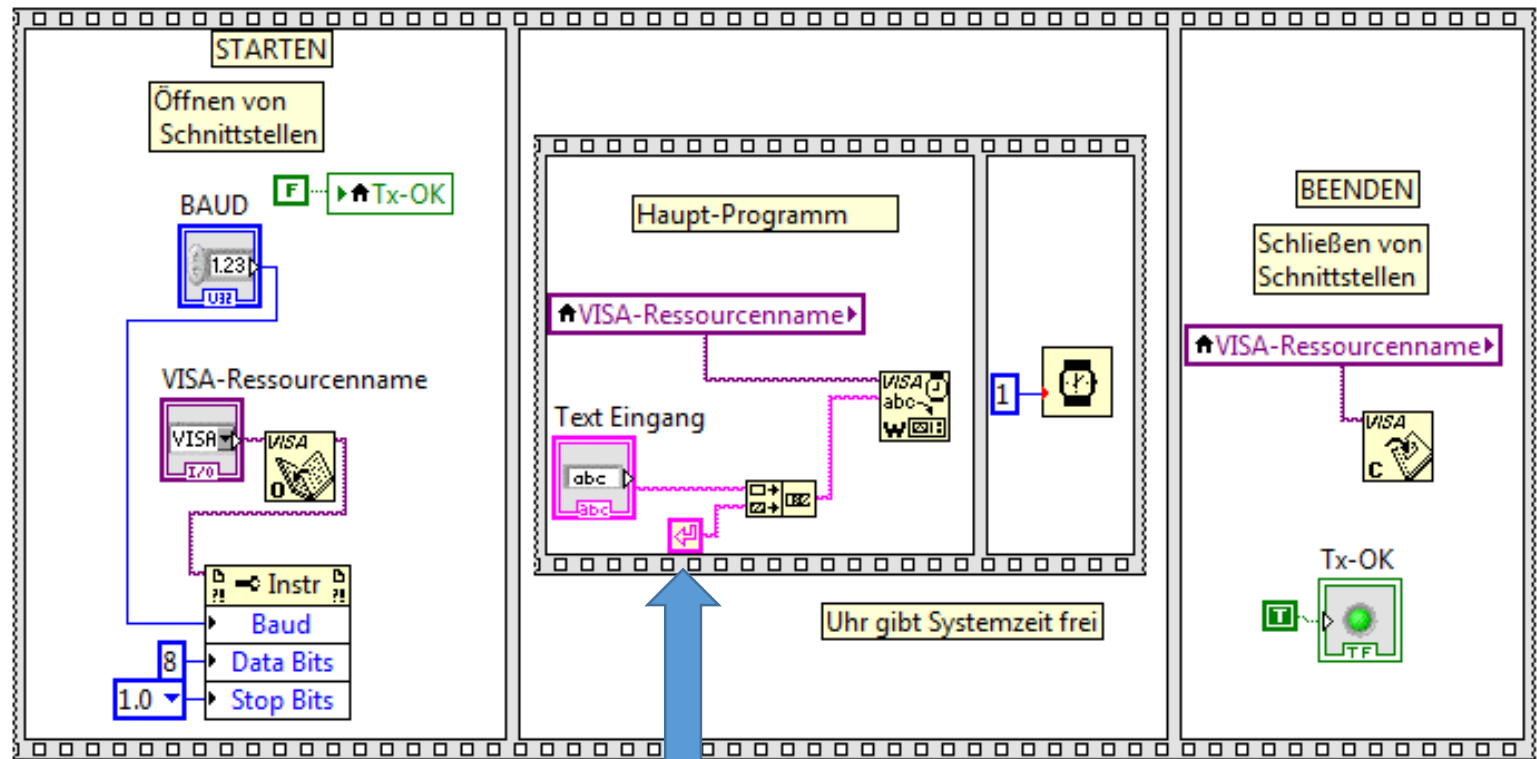 STARTEN
Öffnen von
Schnittstellen
F
Tx-OK
BAUD
1.23
U32
VISA-Ressourcenname
VISA
I/O
VISA
O
Instr
Baud
8
Data Bits
1.0
Stop Bits
Haupt-Programm
VISA-Ressourcenname
VISA
abc
W
Text Eingang
abc
abc
1
Uhr gibt Systemzeit frei
BEENDEN
Schließen von
Schnittstellen
VISA-Ressourcenname
VISA
C
Tx-OK
T
TF